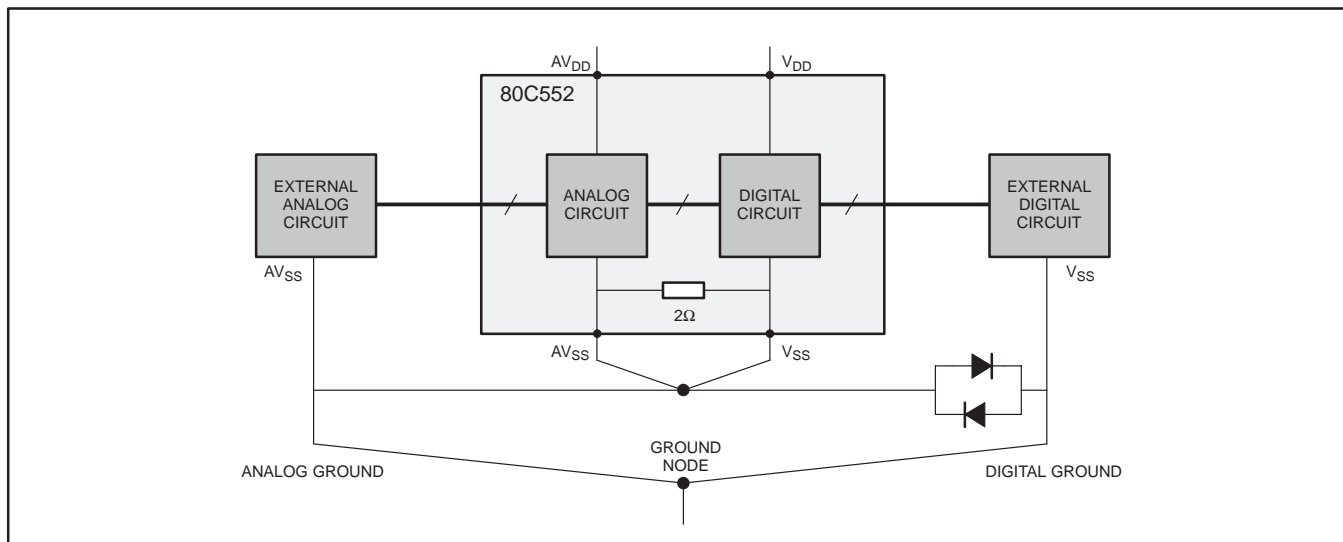 AVDD
VDD
80C552
EXTERNAL
ANALOG
CIRCUIT
ANALOG
CIRCUIT
DIGITAL
CIRCUIT
EXTERNAL
DIGITAL
CIRCUIT
AVSS
VSS
2Ω
AVSS
VSS
GROUND
NODE
ANALOG GROUND
DIGITAL GROUND